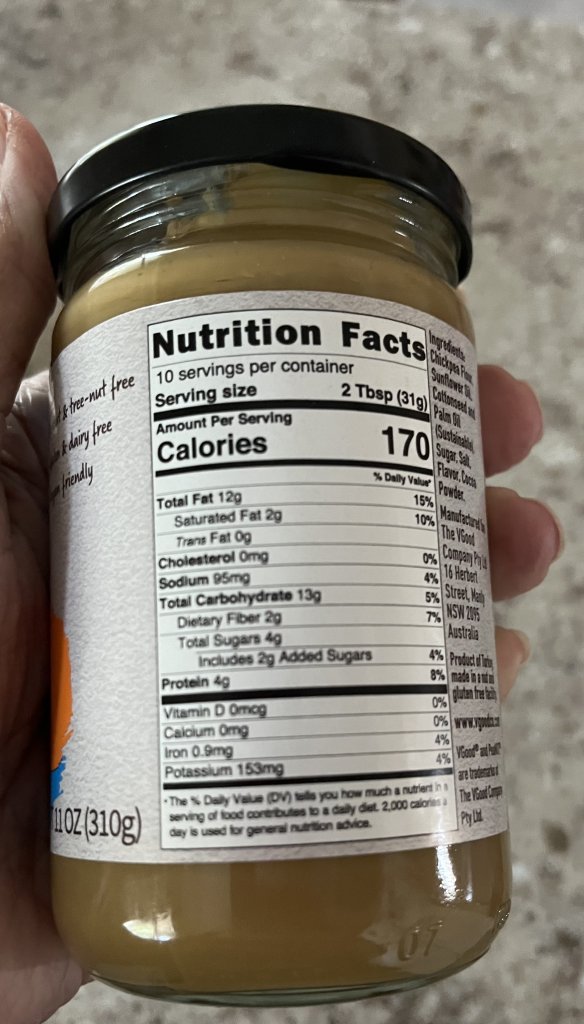 & tree-nut free
& dairy free
friendly
11 OZ (310g)
Nutrition Facts
10 servings per container
Serving size 2 Tbsp (31g)
Amount Per Serving
Calories 170
% Daily Value*
Total Fat 12g 15%
Saturated Fat 2g 10%
Trans Fat 0g
Cholesterol 0mg 0%
Sodium 95mg 4%
Total Carbohydrate 13g 5%
Dietary Fiber 2g 7%
Total Sugars 4g
Includes 2g Added Sugars 4%
Protein 4g 8%
Vitamin D 0mcg 0%
Calcium 0mg 0%
Iron 0.9mg 4%
Potassium 153mg 4%
*The % Daily Value (DV) tells you how much a nutrient in a
serving of food contributes to a daily diet. 2,000 calories a
day is used for general nutrition advice.
Ingredients:
Chickpea
Sunflower Oil,
Cottonseed and
Palm Oil
(Sustainable)
Sugar, Salt,
Flavor, Cocoa
Powder.
Manufactured
The VGood
Company Pty Ltd
16 Herbert
Street, Manly
NSW 2095
Australia
Product of
made in a nut and
gluten free
VGood® and
are trademarks of
The VGood Company
Pty Ltd.
07